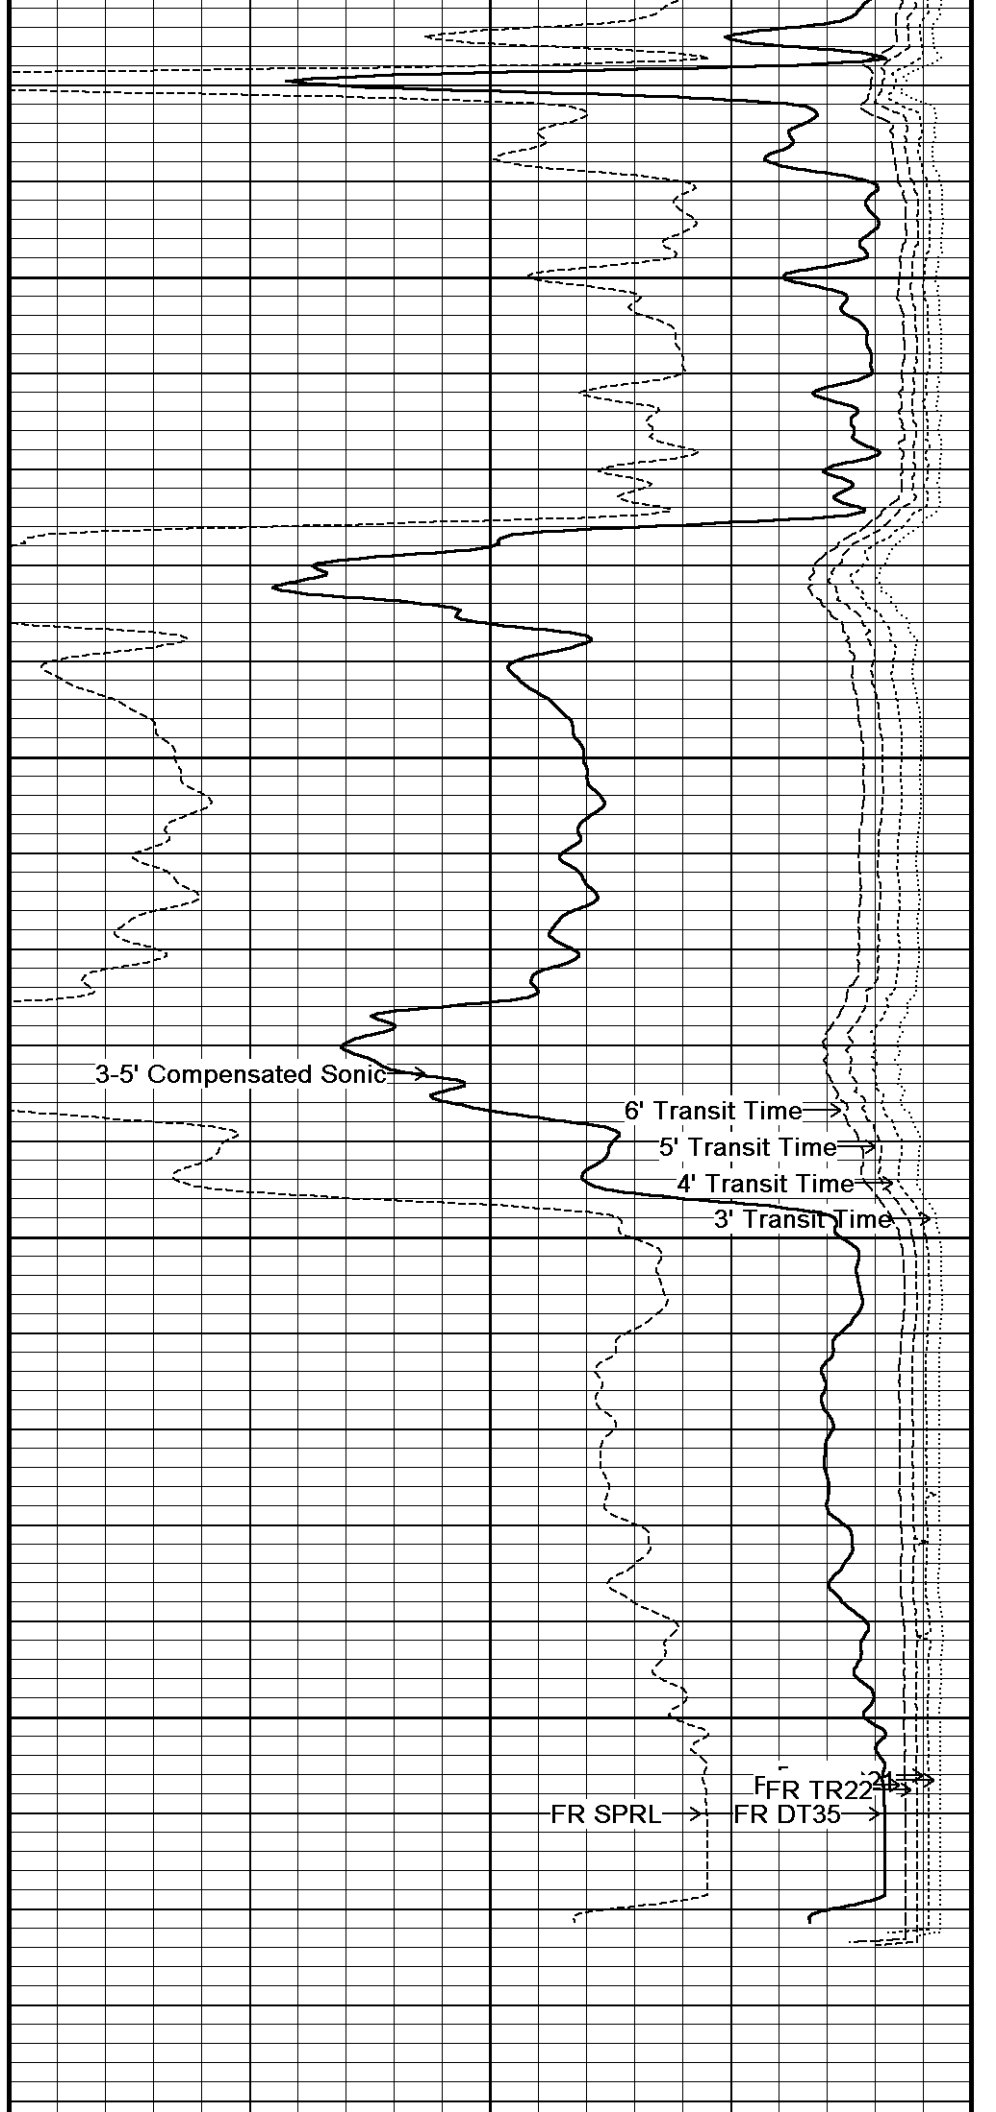 3-5' Compensated Sonic
6' Transit Time
5' Transit Time
4' Transit Time
3' Transit Time
FR TR22
FR SPRL
FR DT35